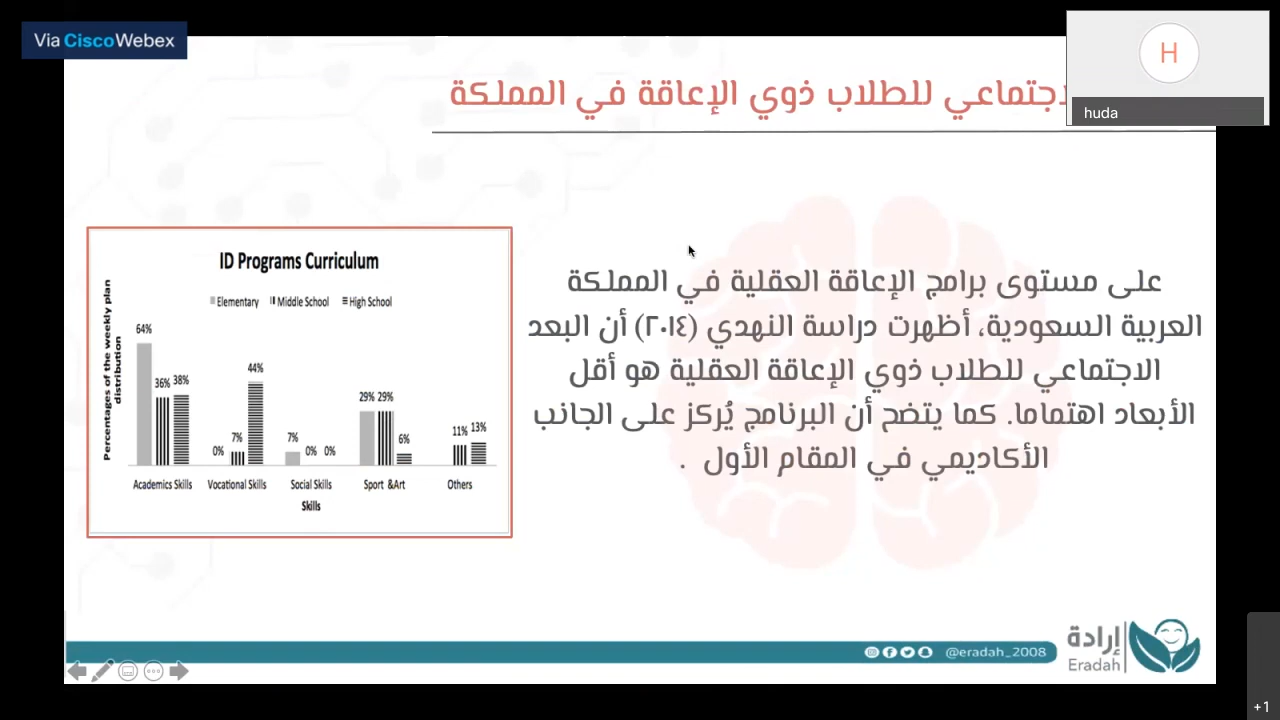 Via Cisco Webex
H
huda
لاجتماعي للطلاب ذوي الإعاقة في المملكة
على مستوى برامج الإعاقة العقلية في المملكة
العربية السعودية، أظهرت دراسة النهدي (٢٠١٤) أن البعد
الاجتماعي للطلاب ذوي الإعاقة العقلية هو أقل
الأبعاد اهتماما. كما يتضح أن البرنامج يُركز على الجانب
الأكاديمي في المقام الأول .
ID Programs Curriculum
Elementary Middle School High School
Percentages of the weekly plan
distribution
64% 36% 38% 0% 7% 44% 7% 0% 0% 29% 29% 6% 11% 13%
Academics Skills Vocational Skills Social Skills Sport &Art Others
Skills
@eradah_2008
إرادة
Eradah
+1